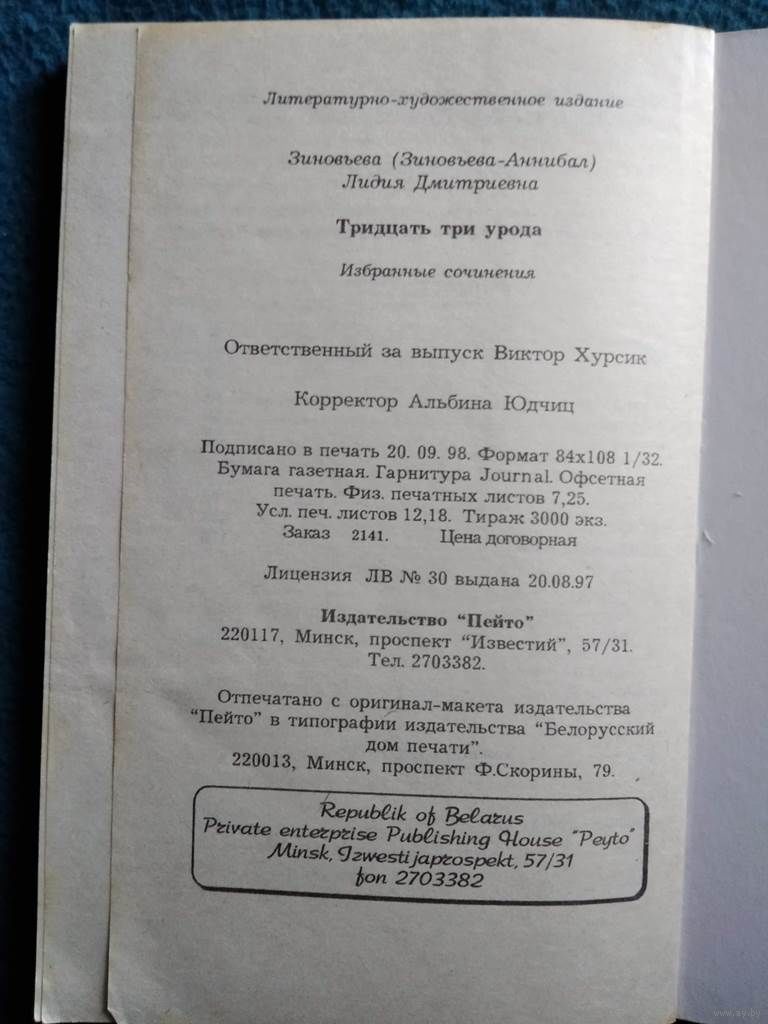 Литературно-художественное издание
Зиновьева (Зиновьева-Аннибал)
Лидия Дмитриевна
Тридцать три урода
Избранные сочинения
Ответственный за выпуск Виктор Хурсик
Корректор Альбина Юдчиц
Подписано в печать 20. 09. 98. Формат 84х108 1/32.
Бумага газетная. Гарнитура Journal. Офсетная
печать. Физ. печатных листов 7,25.
Усл. печ. листов 12,18. Тираж 3000 экз.
Заказ 2141. Цена договорная
Лицензия ЛВ № 30 выдана 20.08.97
Издательство "Пейто"
220117, Минск, проспект "Известий", 57/31.
Тел. 2703382.
Отпечатано с оригинал-макета издательства
"Пейто" в типографии издательства "Белорусский
дом печати".
220013, Минск, проспект Ф.Скорины, 79.
Republik of Belarus
Private enterprise Publishing House "Peyto"
Minsk, Izwestijaprospekt, 57/31
fon 2703382
www.ay.by